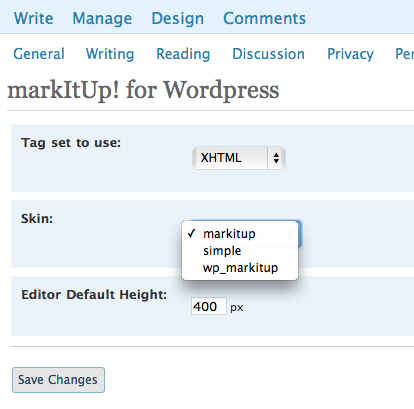 Write Manage Design Comments
General Writing Reading Discussion Privacy
markItUp! for Wordpress
Tag set to use:
XHTML
Skin:
✓ markitup
simple
wp_markitup
Editor Default Height:
400 px
Save Changes